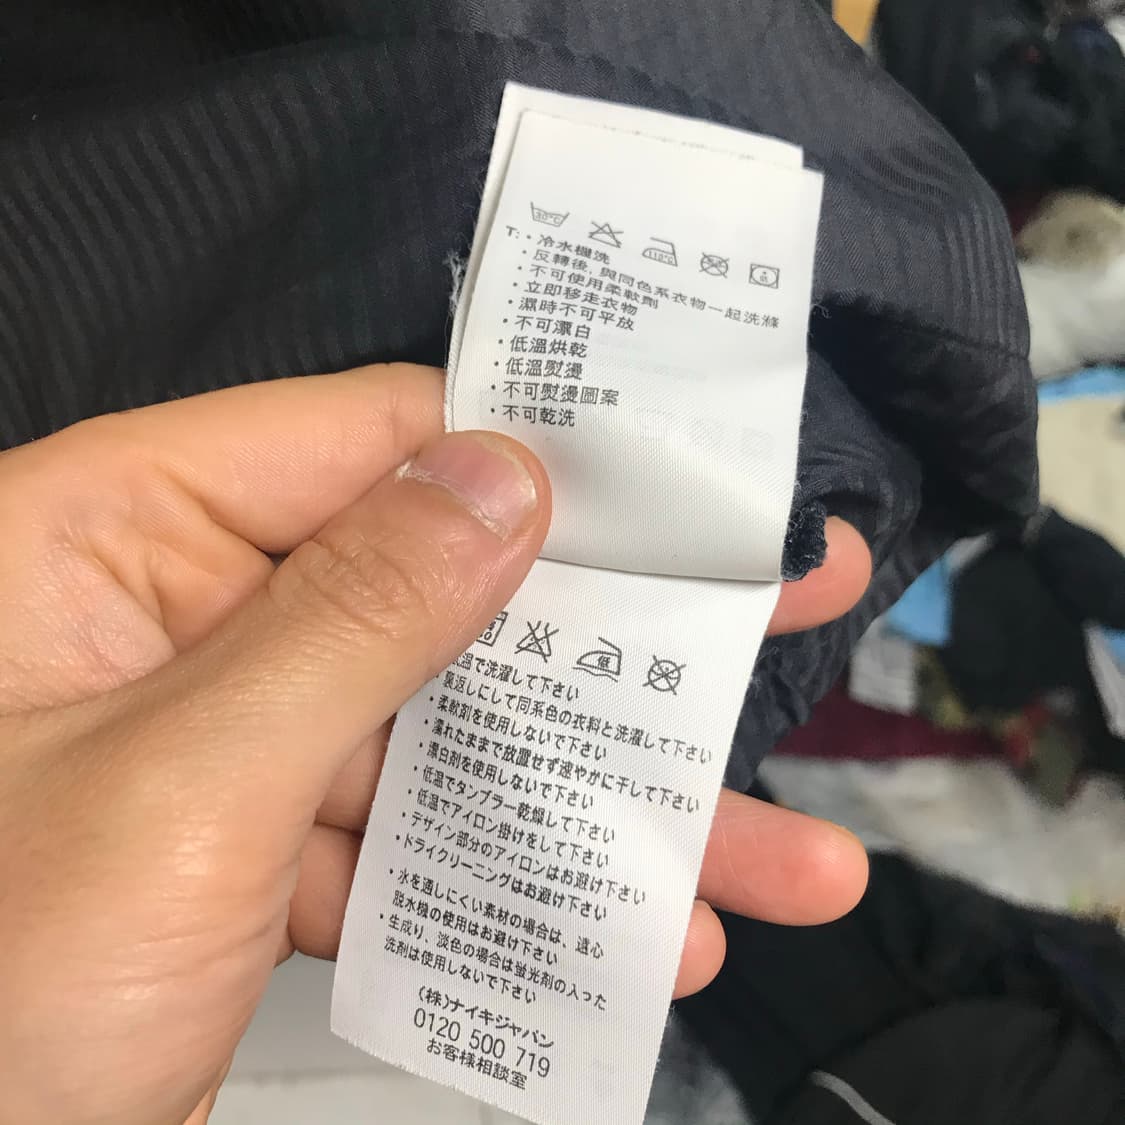 30°C 110°C
T: ・冷水機洗
・反轉後, 與同色系衣物一起洗滌
・不可使用柔軟劑
・立即移走衣物
・濕時不可平放
・不可漂白
・低溫烘乾
・低溫熨燙
・不可熨燙圖案
・不可乾洗
低
温で洗濯して下さい
・裏返しにして同系色の衣料と洗濯して下さい
・柔軟剤を使用しないで下さい
・濡れたままで放置せず速やかに干して下さい
・漂白剤を使用しないで下さい
・低温でタンブラー乾燥して下さい
・低温でアイロン掛けをして下さい
・デザイン部分のアイロンはお避け下さい
・ドライクリーニングはお避け下さい
・水を通しにくい素材の場合は、遠心
脱水機の使用はお避け下さい
・生成り、淡色の場合は蛍光剤の入った
洗剤は使用しないで下さい
(株)ナイキジャパン
0120 500 719
お客様相談室